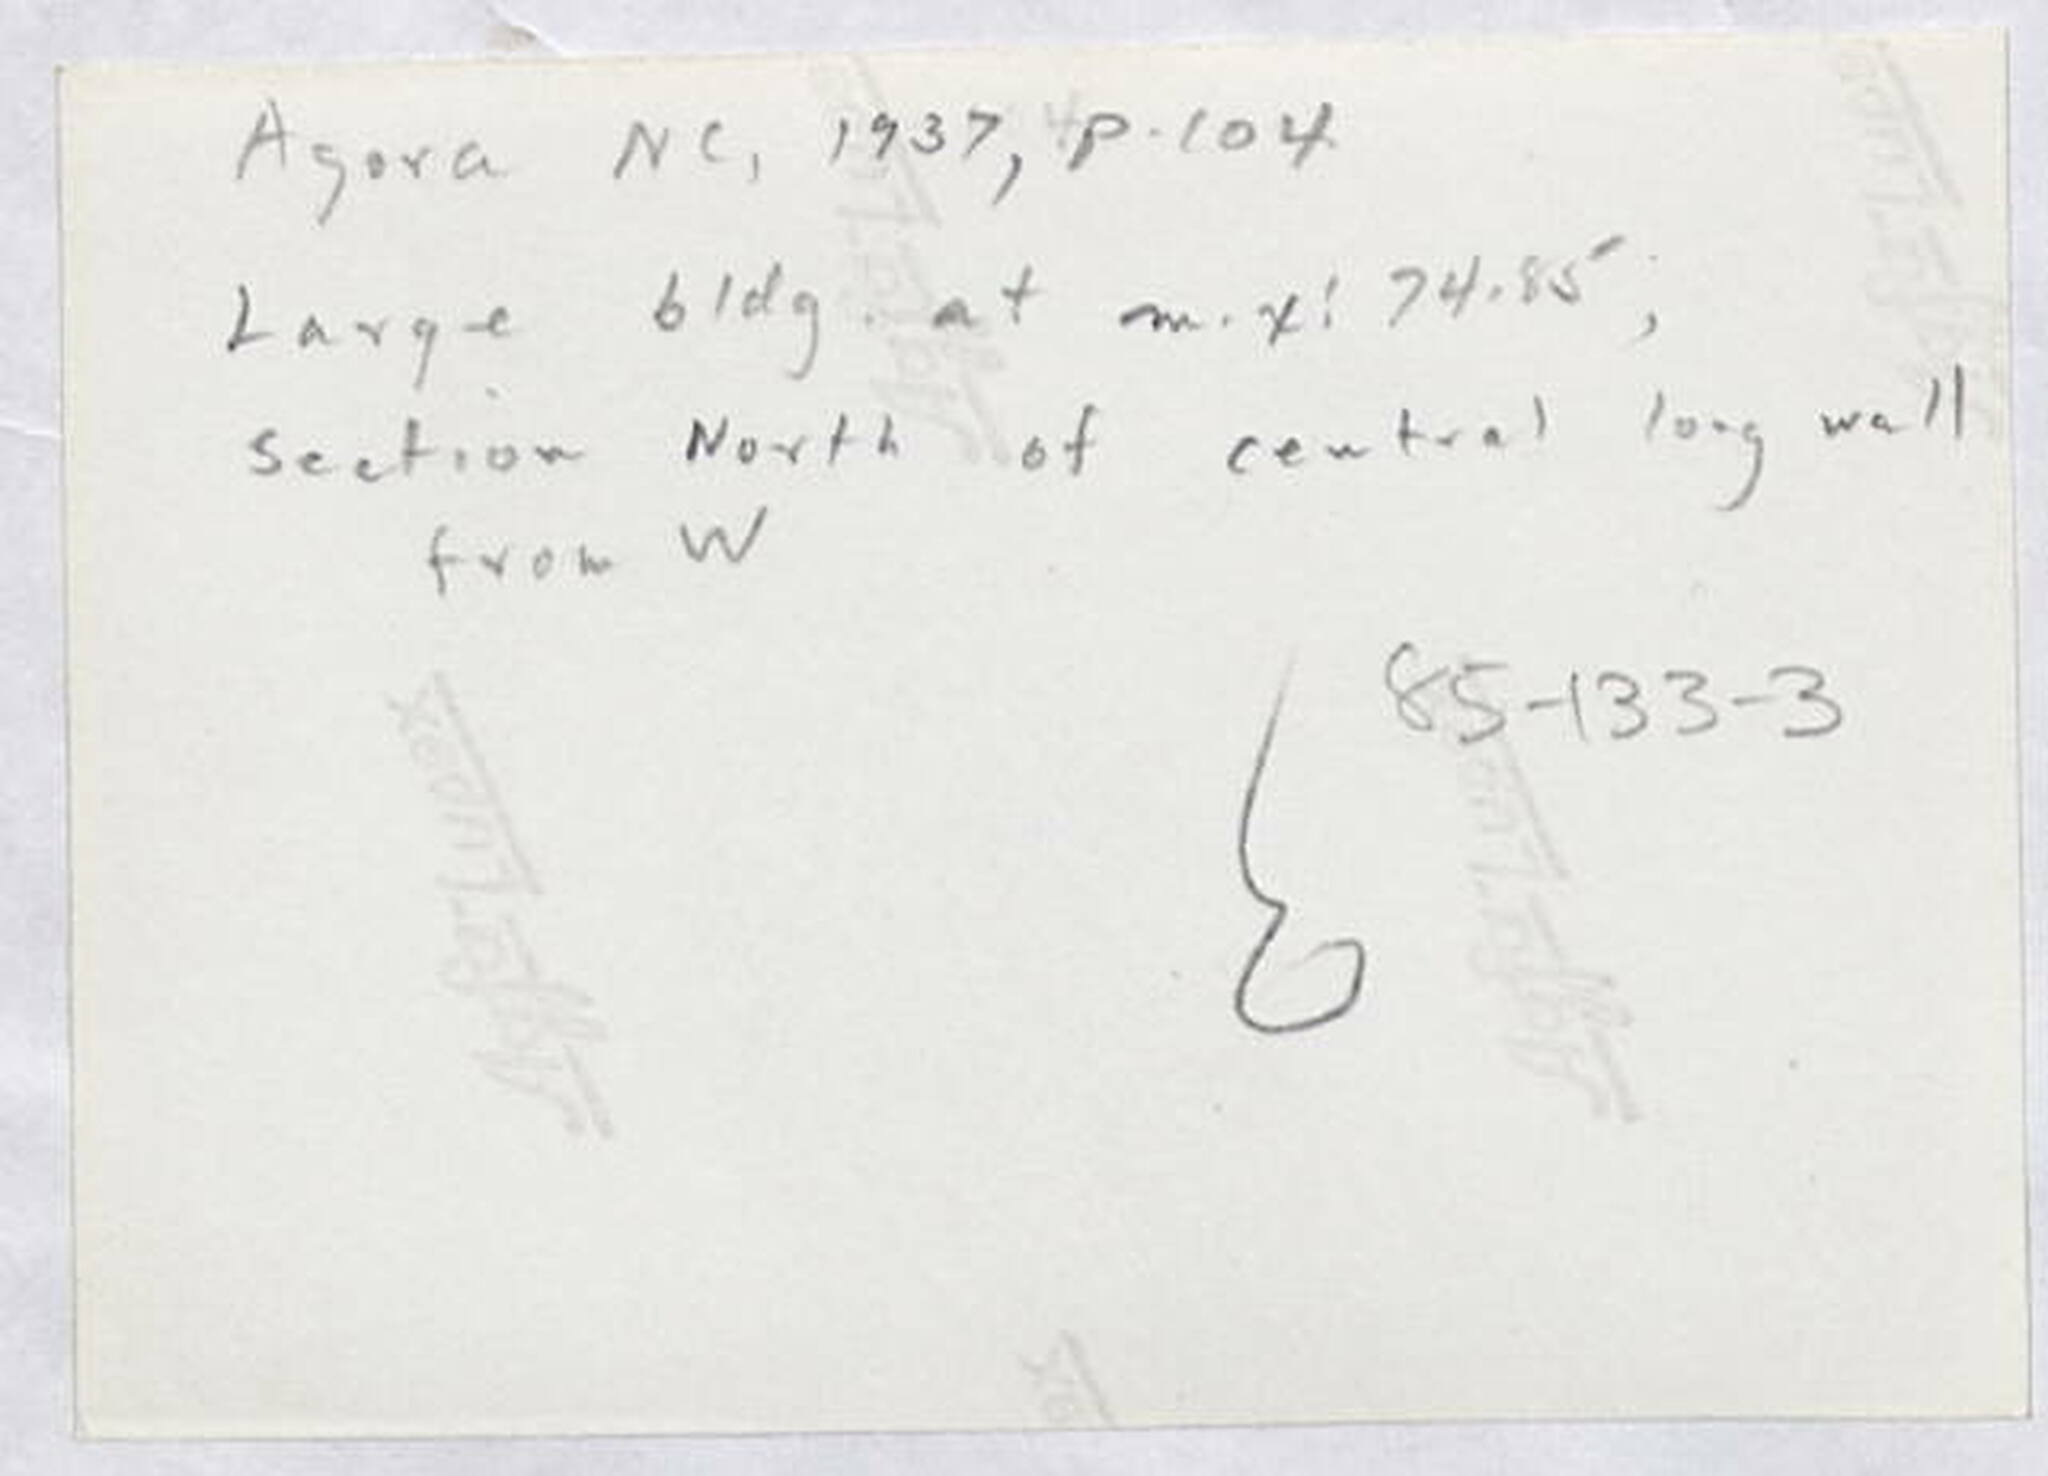 Agora NC, 1937, p. 104
Large bldg. at m. x! 74.85,
section North of central long wall
from W
85-133-3